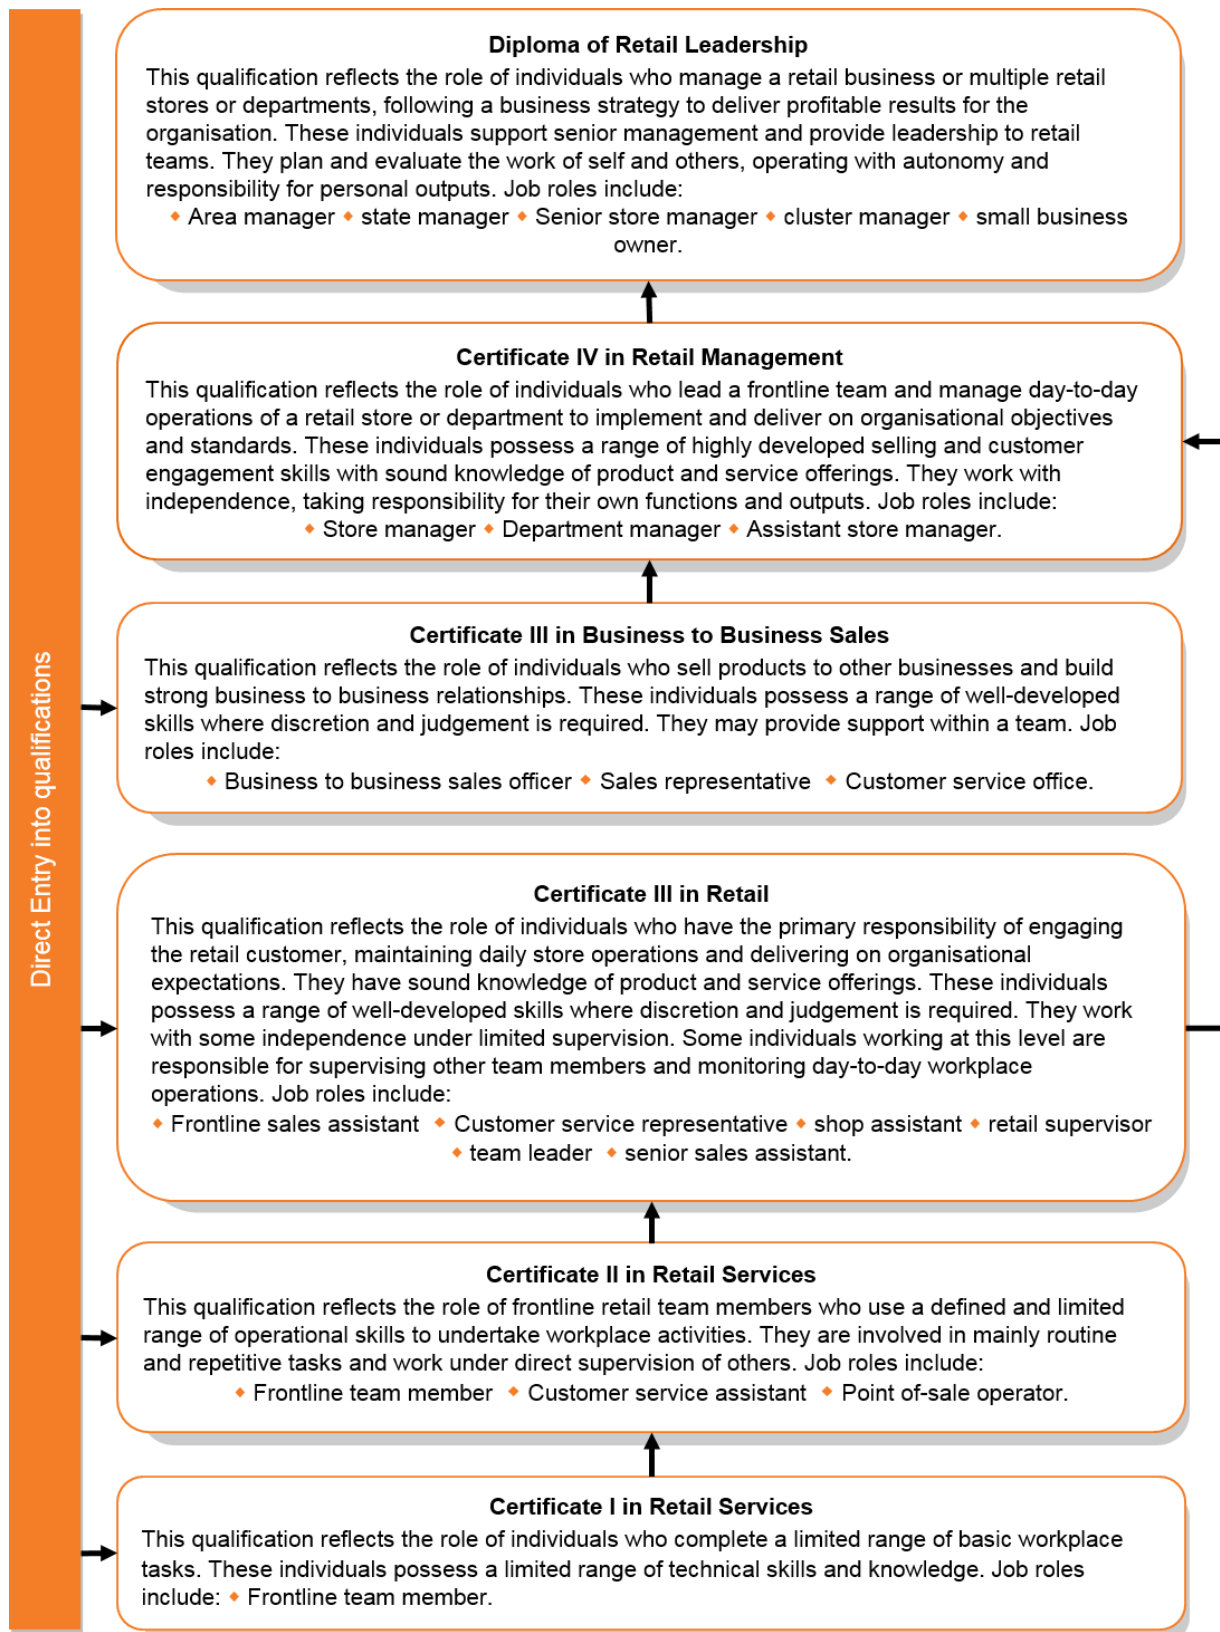 Direct Entry into qualifications
Diploma of Retail Leadership
This qualification reflects the role of individuals who manage a retail business or multiple retail
stores or departments, following a business strategy to deliver profitable results for the
organisation. These individuals support senior management and provide leadership to retail
teams. They plan and evaluate the work of self and others, operating with autonomy and
responsibility for personal outputs. Job roles include:
◆ Area manager ◆ state manager ◆ Senior store manager ◆ cluster manager ◆ small business
owner.
Certificate IV in Retail Management
This qualification reflects the role of individuals who lead a frontline team and manage day-to-day
operations of a retail store or department to implement and deliver on organisational objectives
and standards. These individuals possess a range of highly developed selling and customer
engagement skills with sound knowledge of product and service offerings. They work with
independence, taking responsibility for their own functions and outputs. Job roles include:
◆ Store manager ◆ Department manager ◆ Assistant store manager.
Certificate III in Business to Business Sales
This qualification reflects the role of individuals who sell products to other businesses and build
strong business to business relationships. These individuals possess a range of well-developed
skills where discretion and judgement is required. They may provide support within a team. Job
roles include:
◆ Business to business sales officer ◆ Sales representative ◆ Customer service office.
Certificate III in Retail
This qualification reflects the role of individuals who have the primary responsibility of engaging
the retail customer, maintaining daily store operations and delivering on organisational
expectations. They have sound knowledge of product and service offerings. These individuals
possess a range of well-developed skills where discretion and judgement is required. They work
with some independence under limited supervision. Some individuals working at this level are
responsible for supervising other team members and monitoring day-to-day workplace
operations. Job roles include:
◆ Frontline sales assistant ◆ Customer service representative ◆ shop assistant ◆ retail supervisor
◆ team leader ◆ senior sales assistant.
Certificate II in Retail Services
This qualification reflects the role of frontline retail team members who use a defined and limited
range of operational skills to undertake workplace activities. They are involved in mainly routine
and repetitive tasks and work under direct supervision of others. Job roles include:
◆ Frontline team member ◆ Customer service assistant ◆ Point of-sale operator.
Certificate I in Retail Services
This qualification reflects the role of individuals who complete a limited range of basic workplace
tasks. These individuals possess a limited range of technical skills and knowledge. Job roles
include: ◆ Frontline team member.